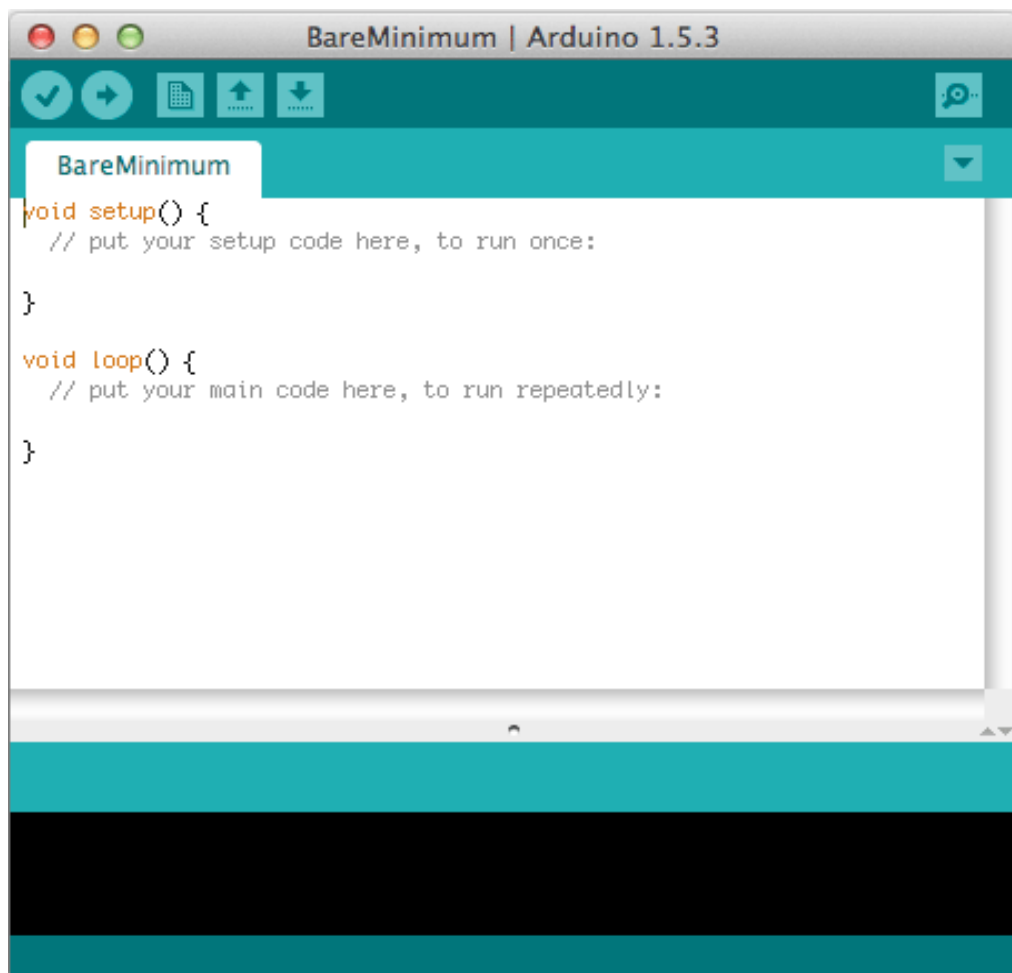 BareMinimum | Arduino 1.5.3
BareMinimum
void setup() {
  // put your setup code here, to run once:
}
void loop() {
  // put your main code here, to run repeatedly:
}